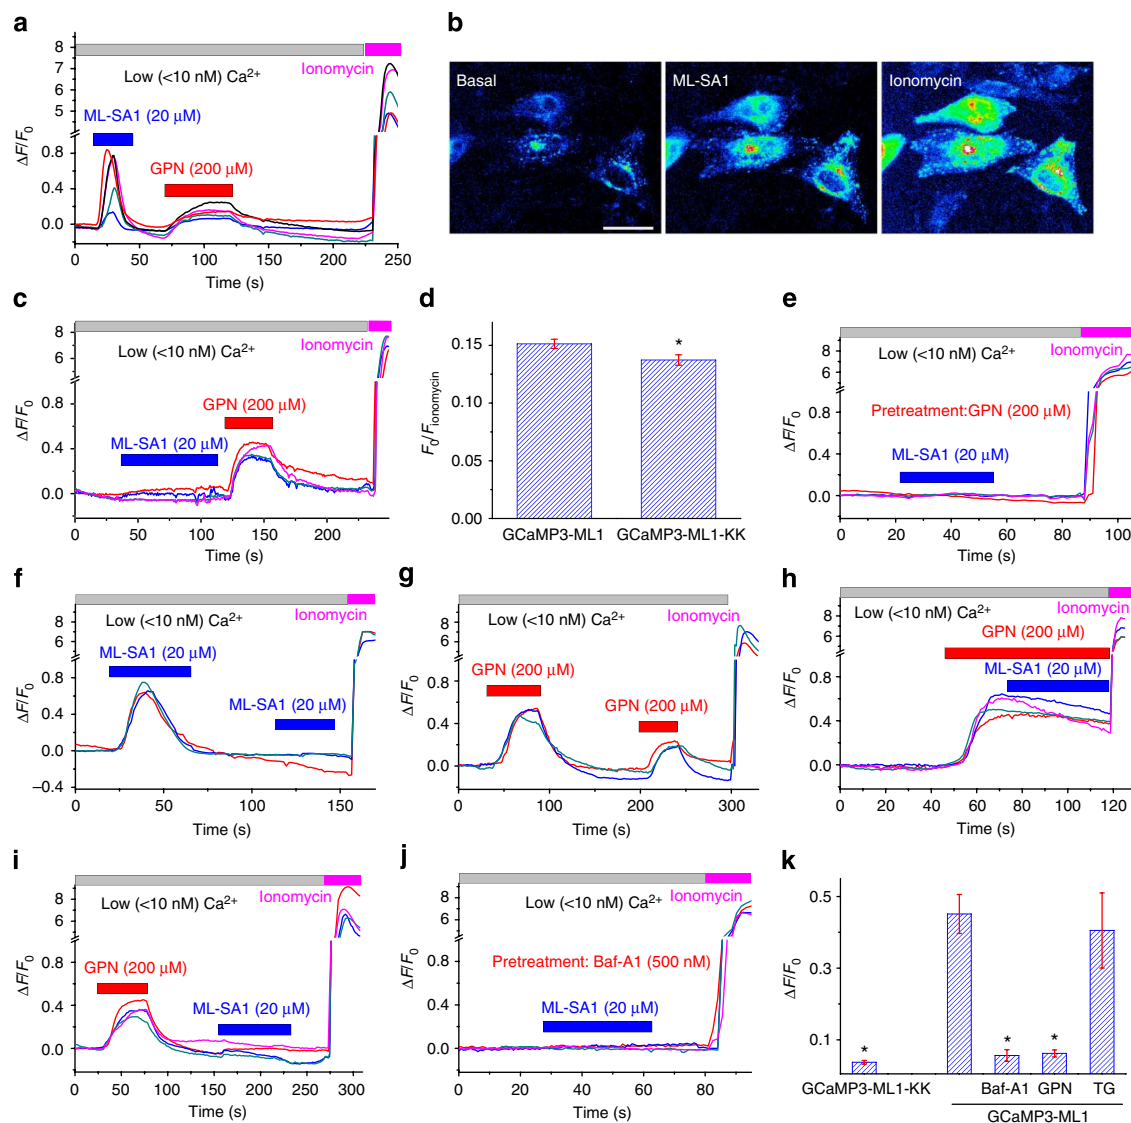 a
8
7
6
5
0.8
0.4
0.0
ΔF/F0
Low (<10 nM) Ca2+
Ionomycin
ML-SA1 (20 μM)
GPN (200 μM)
0 50 100 150 200 250
Time (s)
b
Basal
ML-SA1
Ionomycin
c
8
6
0.8
0.4
0.0
ΔF/F0
Low (<10 nM) Ca2+
Ionomycin
GPN (200 μM)
ML-SA1 (20 μM)
0 50 100 150 200
Time (s)
d
0.15
0.15
0.00
F0/Fionomycin
*
GCaMP3-ML1 GCaMP3-ML1-KK
e
8
6
0.8
0.4
0.0
ΔF/F0
Low (<10 nM) Ca2+
Ionomycin
Pretreatment:GPN (200 μM)
ML-SA1 (20 μM)
0 20 40 60 80 100
Time (s)
f
8
6
0.8
0.4
0.0
−0.4
ΔF/F0
Ionomycin
Low (<10 nM) Ca2+
ML-SA1 (20 μM)
ML-SA1 (20 μM)
0 50 100 150
Time (s)
g
8
6
0.8
0.4
0.0
ΔF/F0
Ionomycin
Low (<10 nM) Ca2+
GPN (200 μM)
GPN (200 μM)
0 100 200 300
Time (s)
h
8
6
0.8
0.4
0.0
ΔF/F0
Ionomycin
Low (<10 nM) Ca2+
GPN (200 μM)
ML-SA1 (20 μM)
0 20 40 60 80 100 120
Time (s)
i
8
6
0.8
0.4
0.0
ΔF/F0
Ionomycin
Low (<10 nM) Ca2+
GPN (200 μM)
ML-SA1 (20 μM)
0 50 100 150 200 250 300
Time (s)
j
8
6
0.8
0.4
0.0
ΔF/F0
Ionomycin
Low (<10 nM) Ca2+
Pretreatment: Baf-A1 (500 nM)
ML-SA1 (20 μM)
0 20 40 60 80
Time (s)
k
0.5
0.3
0.1
ΔF/F0
* * *
GCaMP3-ML1-KK Baf-A1 GPN TG
GCaMP3-ML1